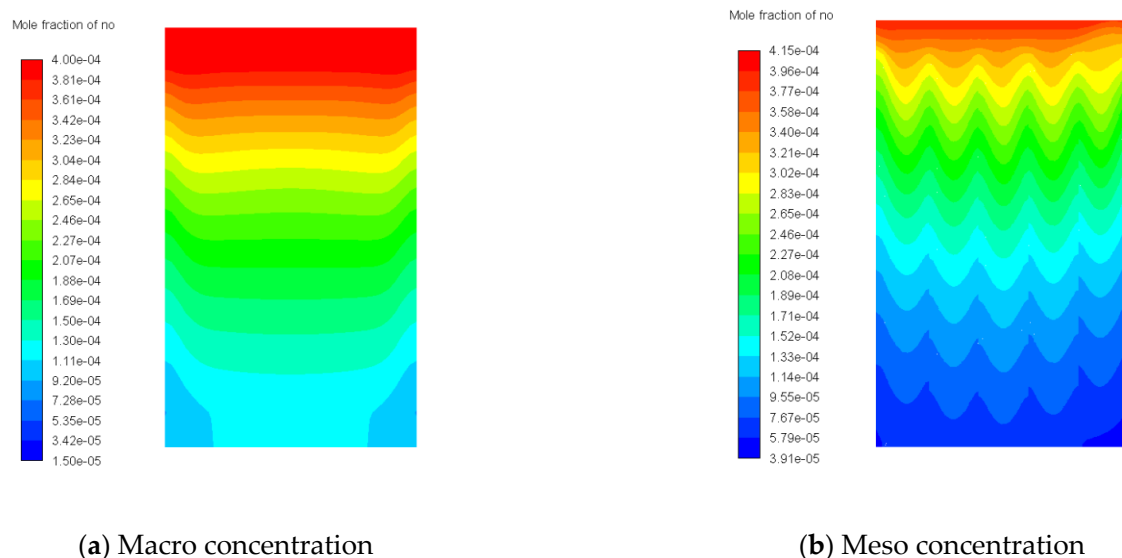 Mole fraction of no
4.00e-04
3.81e-04
3.61e-04
3.42e-04
3.23e-04
3.04e-04
2.84e-04
2.65e-04
2.46e-04
2.27e-04
2.07e-04
1.88e-04
1.69e-04
1.50e-04
1.30e-04
1.11e-04
9.20e-05
7.28e-05
5.35e-05
3.42e-05
1.50e-05
(a) Macro concentration
Mole fraction of no
4.15e-04
3.96e-04
3.77e-04
3.58e-04
3.40e-04
3.21e-04
3.02e-04
2.83e-04
2.65e-04
2.46e-04
2.27e-04
2.08e-04
1.89e-04
1.71e-04
1.52e-04
1.33e-04
1.14e-04
9.55e-05
7.67e-05
5.79e-05
3.91e-05
(b) Meso concentration